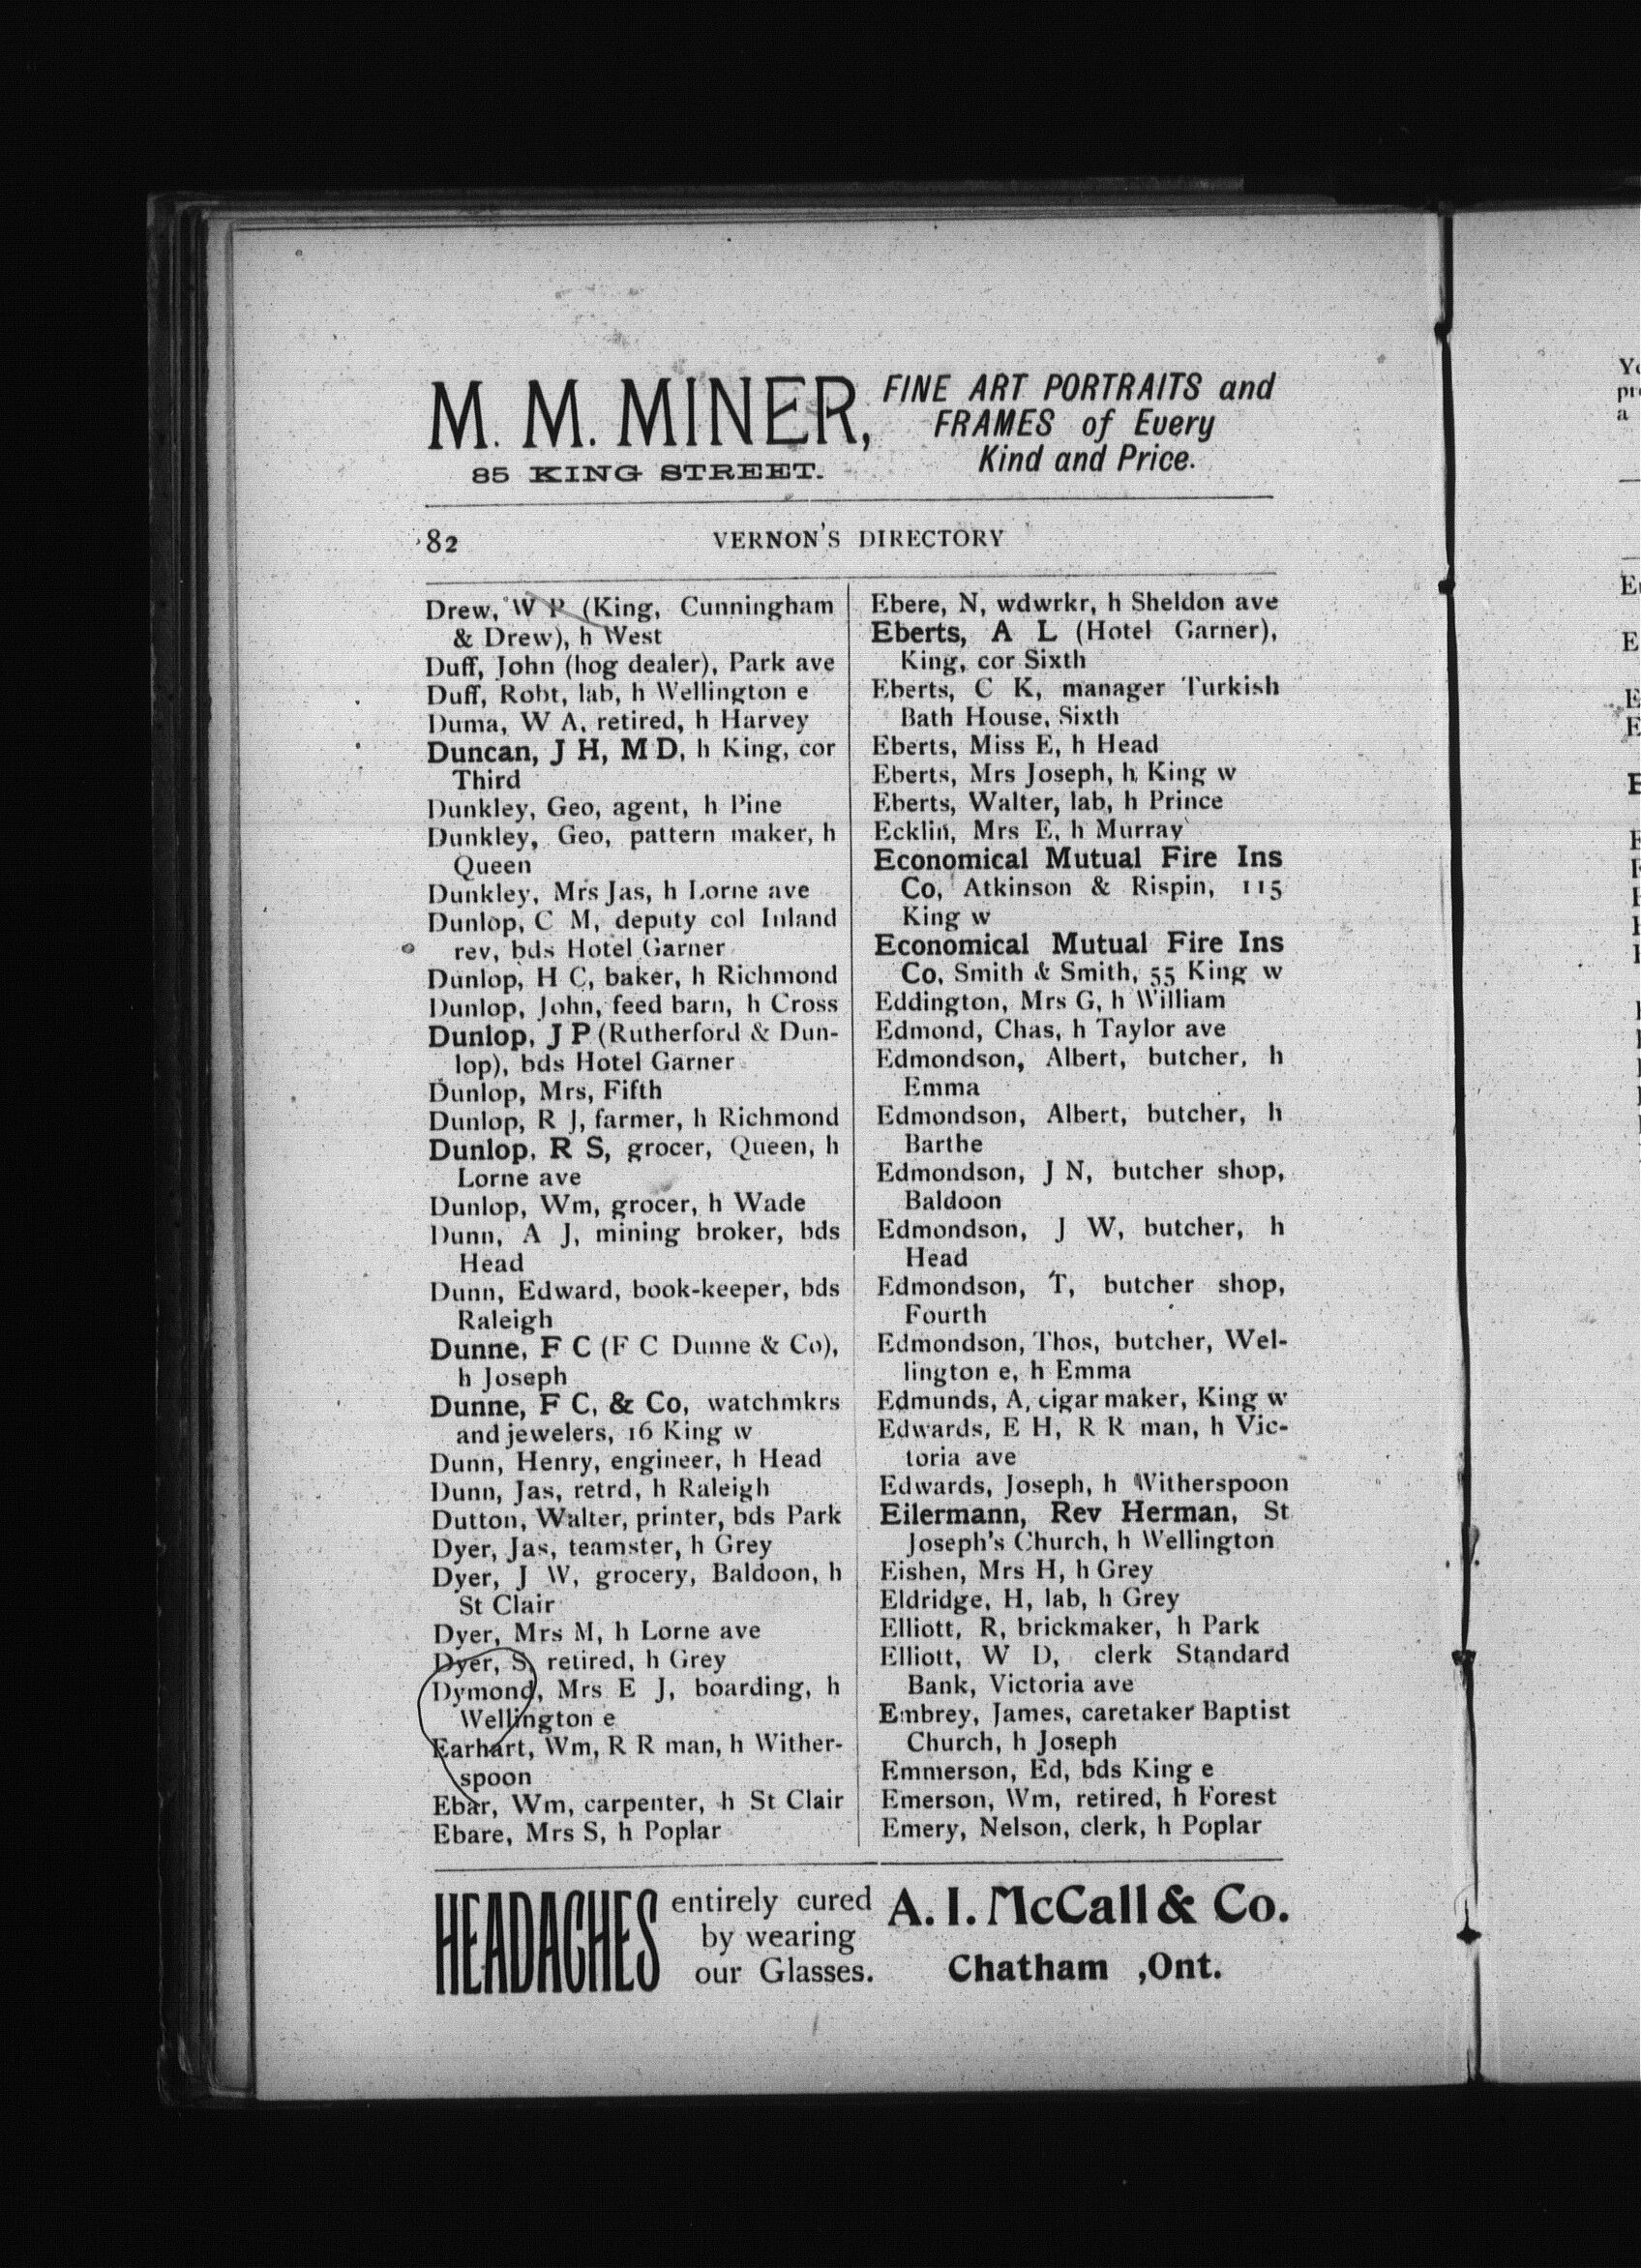 M. M. MINER,
85 KING STREET.
FINE ART PORTRAITS and
FRAMES of Every
Kind and Price.
82
VERNON'S DIRECTORY
Drew, W P (King, Cunningham
& Drew), h West
Duff, John (hog dealer), Park ave
Duff, Robt, lab, h Wellington e
Duma, W A, retired, h Harvey
Duncan, J H, M D, h King, cor
Third
Dunkley, Geo, agent, h Pine
Dunkley, Geo, pattern maker, h
Queen
Dunkley, Mrs Jas, h Lorne ave
Dunlop, C M, deputy col Inland
rev, bds Hotel Garner
Dunlop, H C, baker, h Richmond
Dunlop, John, feed barn, h Cross
Dunlop, J P (Rutherford & Dun-
lop), bds Hotel Garner
Dunlop, Mrs, Fifth
Dunlop, R J, farmer, h Richmond
Dunlop, R S, grocer, Queen, h
Lorne ave
Dunlop, Wm, grocer, h Wade
Dunn, A J, mining broker, bds
Head
Dunn, Edward, book-keeper, bds
Raleigh
Dunne, F C (F C Dunne & Co),
h Joseph
Dunne, F C, & Co, watchmkrs
and jewelers, 16 King w
Dunn, Henry, engineer, h Head
Dunn, Jas, retrd, h Raleigh
Dutton, Walter, printer, bds Park
Dyer, Jas, teamster, h Grey
Dyer, J W, grocery, Baldoon, h
St Clair
Dyer, Mrs M, h Lorne ave
Dyer, S, retired, h Grey
Dymond, Mrs E J, boarding, h
Wellington e
Earhart, Wm, R R man, h Wither-
spoon
Ebar, Wm, carpenter, h St Clair
Ebare, Mrs S, h Poplar
Ebere, N, wdwrkr, h Sheldon ave
Eberts, A L (Hotel Garner),
King, cor Sixth
Eberts, C K, manager Turkish
Bath House, Sixth
Eberts, Miss E, h Head
Eberts, Mrs Joseph, h King w
Eberts, Walter, lab, h Prince
Ecklin, Mrs E, h Murray
Economical Mutual Fire Ins
Co, Atkinson & Rispin, 115
King w
Economical Mutual Fire Ins
Co, Smith & Smith, 55 King w
Eddington, Mrs G, h William
Edmond, Chas, h Taylor ave
Edmondson, Albert, butcher, h
Emma
Edmondson, Albert, butcher, h
Barthe
Edmondson, J N, butcher shop,
Baldoon
Edmondson, J W, butcher, h
Head
Edmondson, T, butcher shop,
Fourth
Edmondson, Thos, butcher, Wel-
lington e, h Emma
Edmunds, A, cigar maker, King w
Edwards, E H, R R man, h Vic-
toria ave
Edwards, Joseph, h Witherspoon
Eilermann, Rev Herman, St
Joseph's Church, h Wellington
Eishen, Mrs H, h Grey
Eldridge, H, lab, h Grey
Elliott, R, brickmaker, h Park
Elliott, W D, clerk Standard
Bank, Victoria ave
Embrey, James, caretaker Baptist
Church, h Joseph
Emmerson, Ed, bds King e
Emerson, Wm, retired, h Forest
Emery, Nelson, clerk, h Poplar
HEADACHES
entirely cured
by wearing
our Glasses.
A. I. McCall & Co.
Chatham ,Ont.